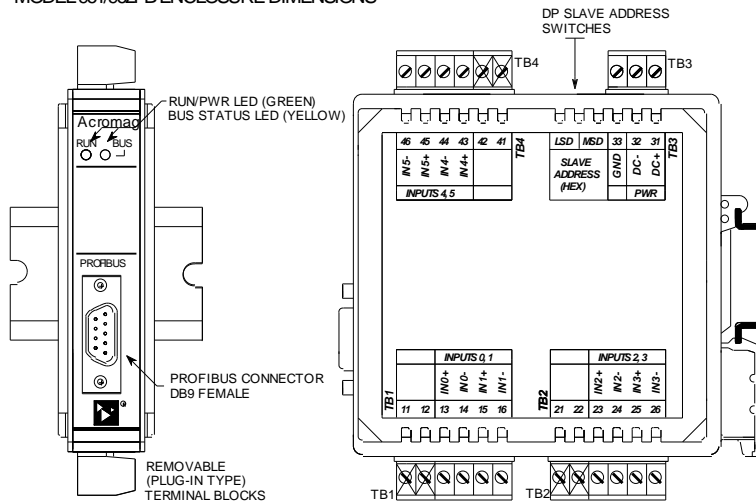 DP SLAVE ADDRESS
SWITCHES
TB4
TB3
RUN/PWR LED (GREEN)
BUS STATUS LED (YELLOW)
Acromag
RUN BUS
46 45 44 43 42 41
IN5- IN5+ IN4- IN4+
INPUTS 4, 5
TB4
LSD MSD 33 32 31
SLAVE
ADDRESS
(HEX)
GND DC- DC+
PWR
TB3
PROFIBUS
PROFIBUS CONNECTOR
DB9 FEMALE
INPUTS 0, 1
IN0+ IN0- IN1+ IN1-
TB1
11 12 13 14 15 16
INPUTS 2, 3
IN2+ IN2- IN3+ IN3-
TB2
21 22 23 24 25 26
REMOVABLE
(PLUG-IN TYPE)
TERMINAL BLOCKS
TB1
TB2